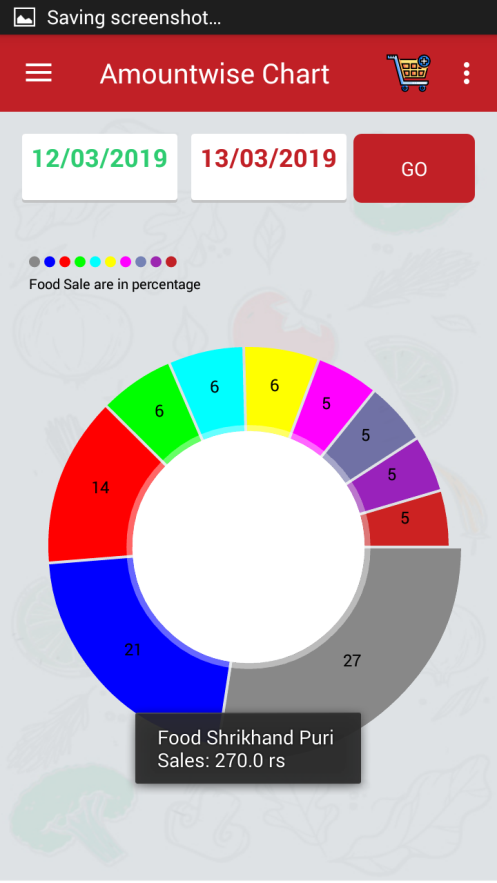 Saving screenshot...
Amountwise Chart
12/03/2019
13/03/2019
GO
Food Sale are in percentage
6
6
6
5
5
5
5
14
21
27
Food Shrikhand Puri
Sales: 270.0 rs